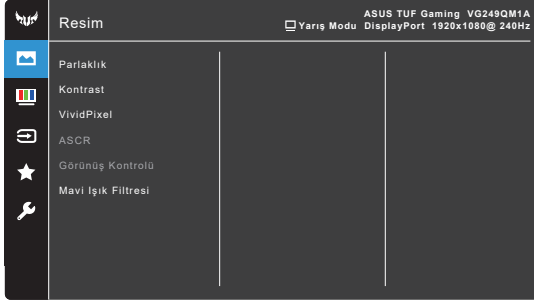 Resim
ASUS TUF Gaming VG249QM1A
Yarış Modu DisplayPort 1920x1080@ 240Hz
Parlaklık
Kontrast
VividPixel
ASCR
Görünüş Kontrolü
Mavi Işık Filtresi